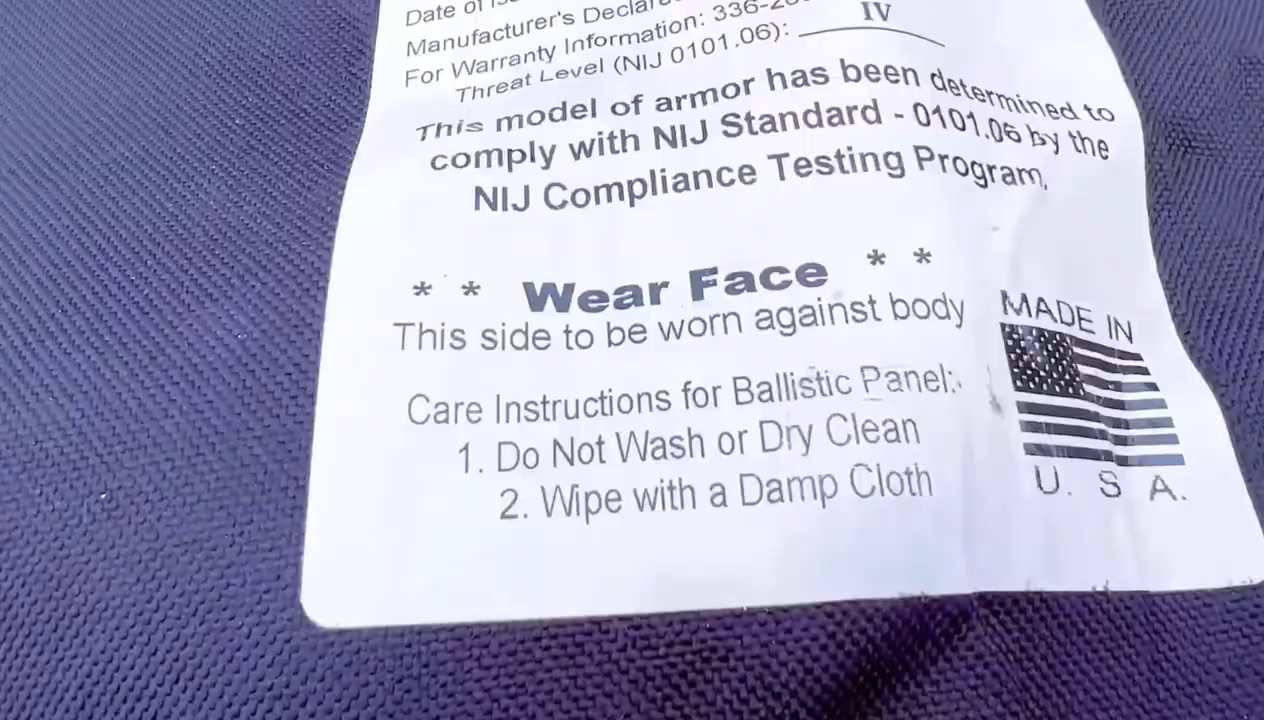 Date of
Manufacturer's
For Warranty Information:
IV
Threat Level (NIJ 0101.06):
This model of armor has been determined to
comply with NIJ Standard - 0101.06 by the
NIJ Compliance Testing Program.
* * Wear Face * *
This side to be worn against body
MADE IN
Care Instructions for Ballistic Panel:
1. Do Not Wash or Dry Clean
2. Wipe with a Damp Cloth
U. S A.